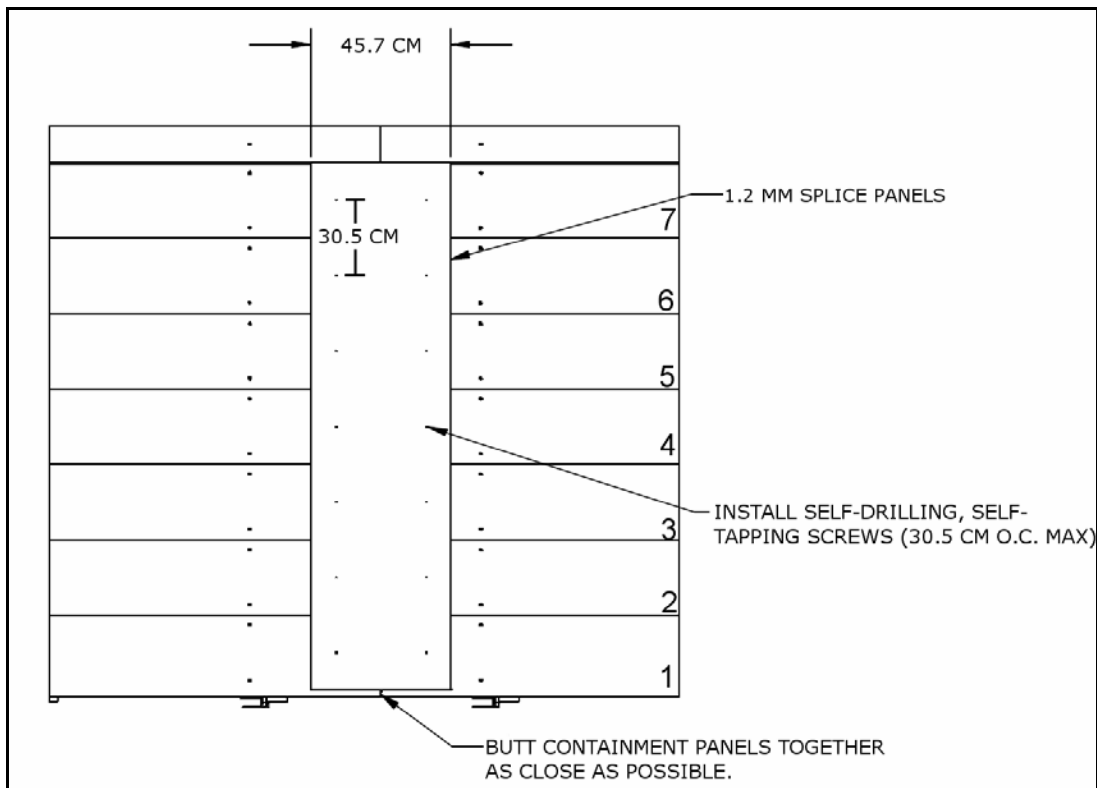 45.7 CM
1.2 MM SPLICE PANELS
7
30.5 CM
6
5
4
INSTALL SELF-DRILLING, SELF-
TAPPING SCREWS (30.5 CM O.C. MAX)
3
2
1
BUTT CONTAINMENT PANELS TOGETHER
AS CLOSE AS POSSIBLE.